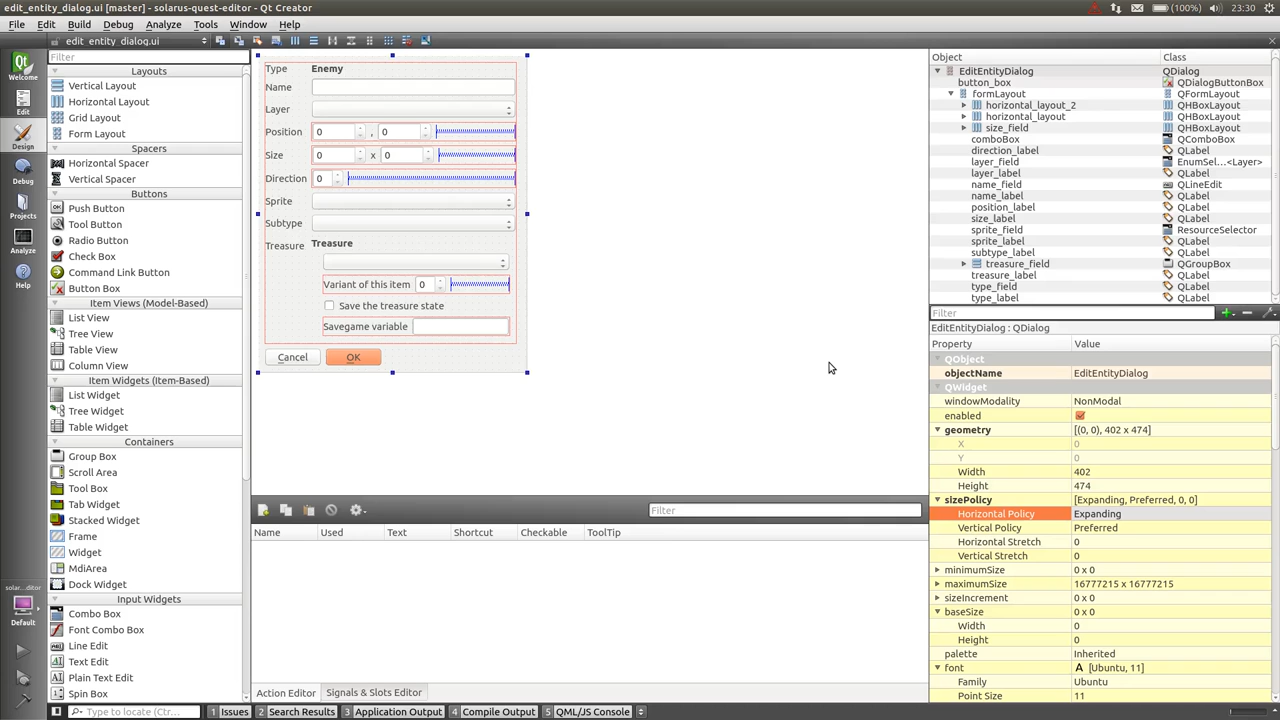 edit_entity_dialog.ui [master] - solarus-quest-editor - Qt Creator
(100%) 23:30
File Edit Build Debug Analyze Tools Window Help
edit entity dialog.ui
Filter
Layouts
Vertical Layout
Horizontal Layout
Grid Layout
Form Layout
Spacers
Horizontal Spacer
Vertical Spacer
Buttons
Push Button
Tool Button
Radio Button
Check Box
Command Link Button
Button Box
Item Views (Model-Based)
List View
Tree View
Table View
Column View
Item Widgets (Item-Based)
List Widget
Tree Widget
Table Widget
Containers
Group Box
Scroll Area
Tool Box
Tab Widget
Stacked Widget
Frame
Widget
MdiArea
Dock Widget
Input Widgets
Combo Box
Font Combo Box
Line Edit
Text Edit
Plain Text Edit
Spin Box
Welcome
Edit
Design
Debug
Projects
Analyze
Help
solar...ditor
Default
Type Enemy
Name
Layer
Position 0 , 0
Size 0 x 0
Direction 0
Sprite
Subtype
Treasure Treasure
Variant of this item 0
Save the treasure state
Savegame variable
Cancel OK
Filter
Name Used Text Shortcut Checkable ToolTip
Action Editor Signals & Slots Editor
Object Class
EditEntityDialog QDialog
button_box QDialogButtonBox
formLayout QFormLayout
horizontal_layout_2 QHBoxLayout
horizontal_layout QHBoxLayout
size_field QHBoxLayout
comboBox QComboBox
direction_label QLabel
layer_field EnumSel...<Layer>
layer_label QLabel
name_field QLineEdit
name_label QLabel
position_label QLabel
size_label QLabel
sprite_field ResourceSelector
sprite_label QLabel
subtype_label QLabel
treasure_field QGroupBox
treasure_label QLabel
type_field QLabel
type_label QLabel
Filter
EditEntityDialog : QDialog
Property Value
QObject
objectName EditEntityDialog
QWidget
windowModality NonModal
enabled
geometry [(0, 0), 402 x 474]
X 0
Y 0
Width 402
Height 474
sizePolicy [Expanding, Preferred, 0, 0]
Horizontal Policy Expanding
Vertical Policy Preferred
Horizontal Stretch 0
Vertical Stretch 0
minimumSize 0 x 0
maximumSize 16777215 x 16777215
sizeIncrement 0 x 0
baseSize 0 x 0
Width 0
Height 0
palette Inherited
font A [Ubuntu, 11]
Family Ubuntu
Point Size 11
Type to locate (Ctrl... 1 Issues 2 Search Results 3 Application Output 4 Compile Output 5 QML/JS Console